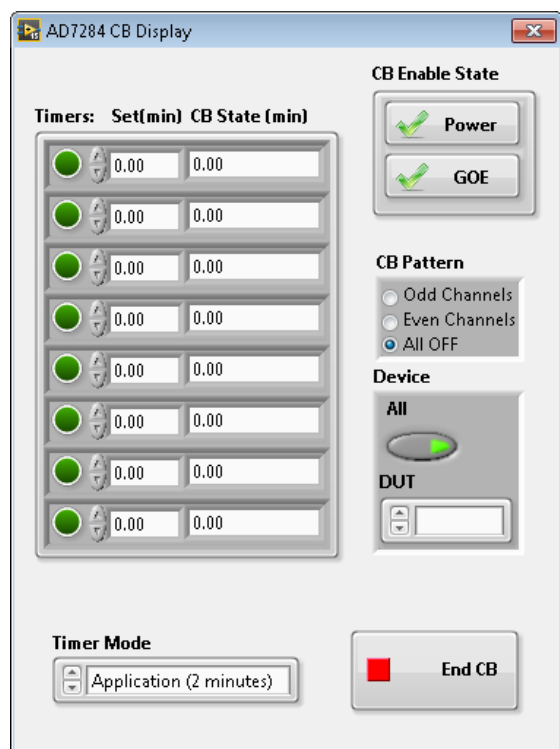 AD7284 CB Display
CB Enable State
Power
GOE
Timers: Set(min) CB State (min)
0.00 0.00
0.00 0.00
0.00 0.00
0.00 0.00
0.00 0.00
0.00 0.00
0.00 0.00
0.00 0.00
CB Pattern
Odd Channels
Even Channels
All OFF
Device
All
DUT
Timer Mode
Application (2 minutes)
End CB